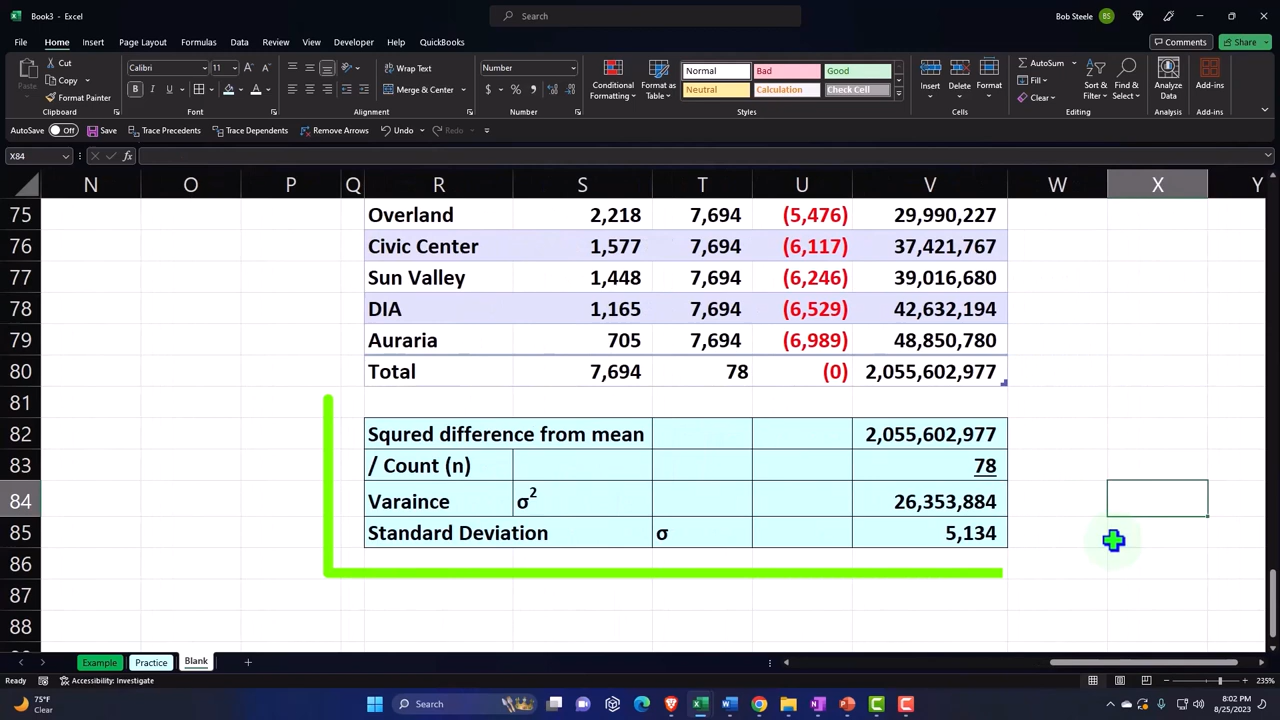 Book3 - Excel
Search
Bob Steele
BS
File Home Insert Page Layout Formulas Data Review View Developer Automate Help QuickBooks
Comments
Share
Cut
Copy
Format Painter
Paste
Clipboard
Calibri
11
Font
Wrap Text
Merge & Center
Alignment
Number
Number
Conditional Formatting
Format as Table
Normal Bad Good
Neutral Calculation Check Cell
Styles
Insert Delete Format
Cells
AutoSum
Fill
Clear
Sort & Filter
Find & Select
Editing
Analyze Data
Analysis
Add-ins
Add-ins
AutoSave Off Save Trace Precedents Trace Dependents Remove Arrows Undo Redo
X84
fx
N O P Q R S T U V W X Y
75 Overland 2,218 7,694 (5,476) 29,990,227
76 Civic Center 1,577 7,694 (6,117) 37,421,767
77 Sun Valley 1,448 7,694 (6,246) 39,016,680
78 DIA 1,165 7,694 (6,529) 42,632,194
79 Auraria 705 7,694 (6,989) 48,850,780
80 Total 7,694 78 (0) 2,055,602,977
81
82 Squred difference from mean 2,055,602,977
83 / Count (n) 78
84 Varaince σ² 26,353,884
85 Standard Deviation σ 5,134
86
87
88
Example Practice Blank
Ready
Accessibility: Investigate
235%
75°F
Clear
Search
8:02 PM
8/25/2023